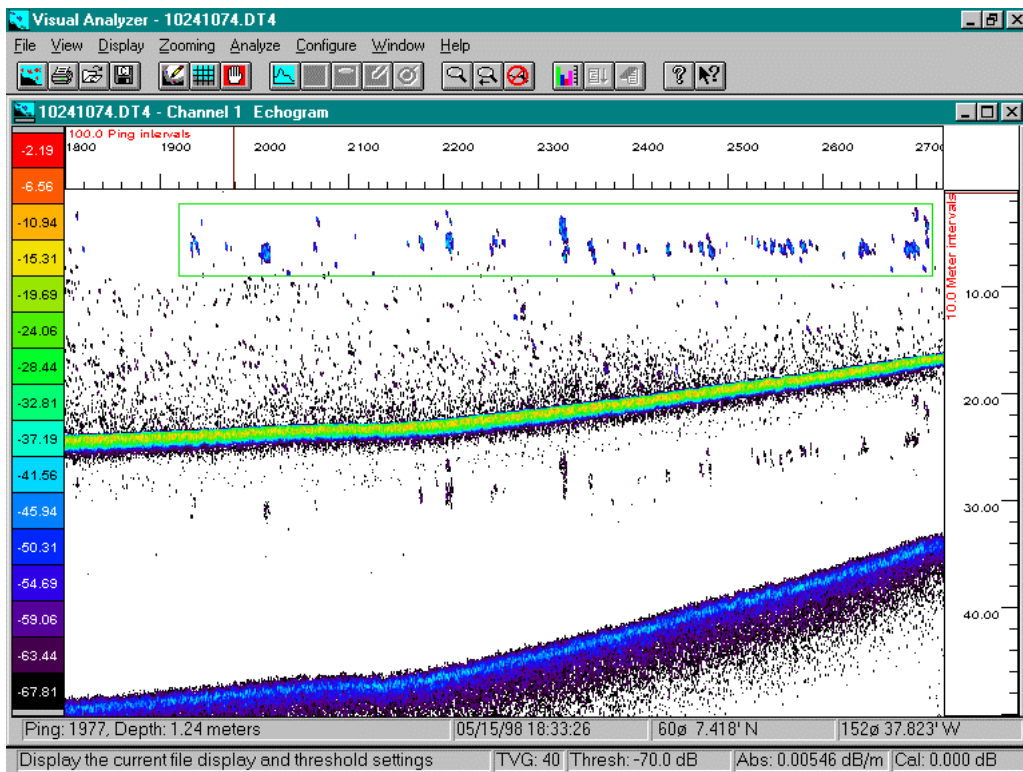 Visual Analyzer - 10241074.DT4
File View Display Zooming Analyze Configure Window Help
10241074.DT4 - Channel 1 Echogram
100.0 Ping intervals
1800 1900 2000 2100 2200 2300 2400 2500 2600 2700
-2.19
-6.56
-10.94
-15.31
-19.69
-24.06
-28.44
-32.81
-37.19
-41.56
-45.94
-50.31
-54.69
-59.06
-63.44
-67.81
10.0 Meter intervals
10.00
20.00
30.00
40.00
Ping: 1977, Depth: 1.24 meters 05/15/98 18:33:26 60ø 7.418' N 152ø 37.823' W
Display the current file display and threshold settings TVG: 40 Thresh: -70.0 dB Abs: 0.00546 dB/m Cal: 0.000 dB